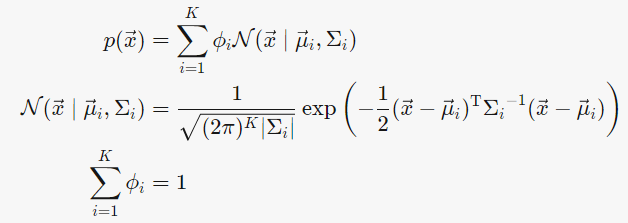 p(x⃗) = ∑_{i=1}^{K} ϕ_i 𝒩(x⃗ | μ⃗_i, Σ_i)
𝒩(x⃗ | μ⃗_i, Σ_i) = 1/√((2π)^K|Σ_i|) exp(−1/2(x⃗ − μ⃗_i)^T Σ_i^{−1}(x⃗ − μ⃗_i))
∑_{i=1}^{K} ϕ_i = 1